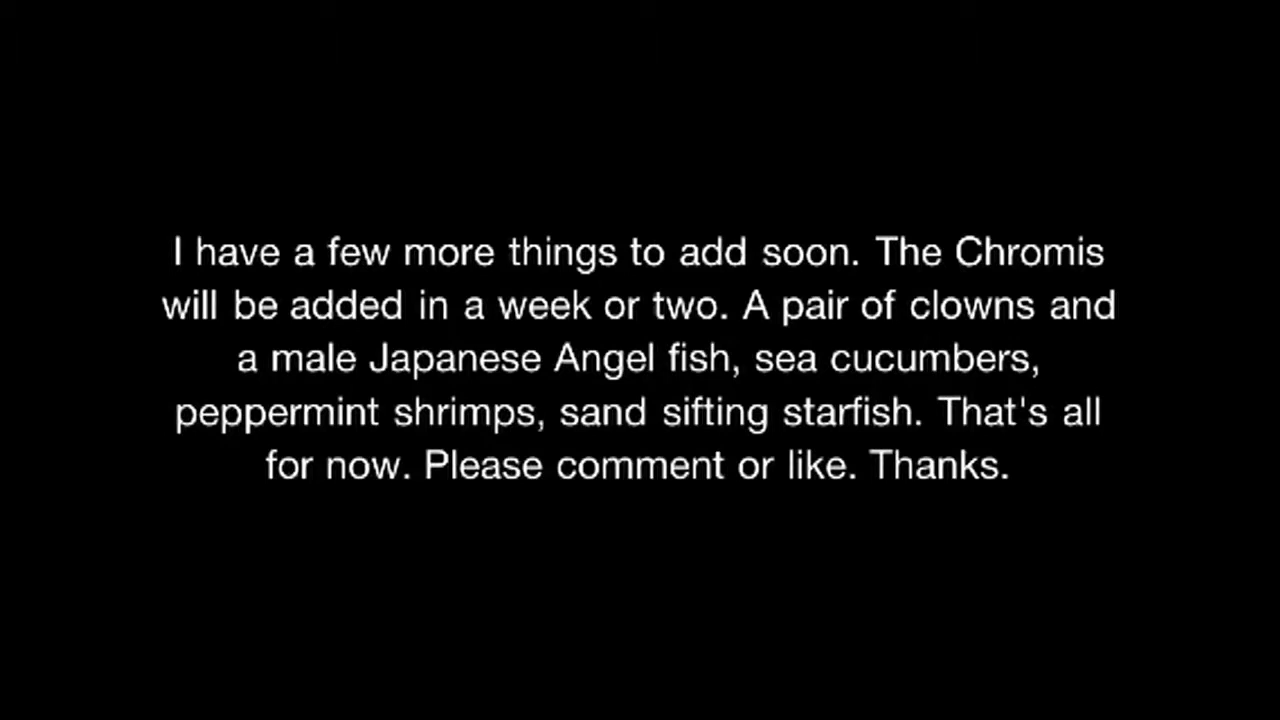 I have a few more things to add soon. The Chromis
will be added in a week or two. A pair of clowns and
a male Japanese Angel fish, sea cucumbers,
peppermint shrimps, sand sifting starfish. That's all
for now. Please comment or like. Thanks.